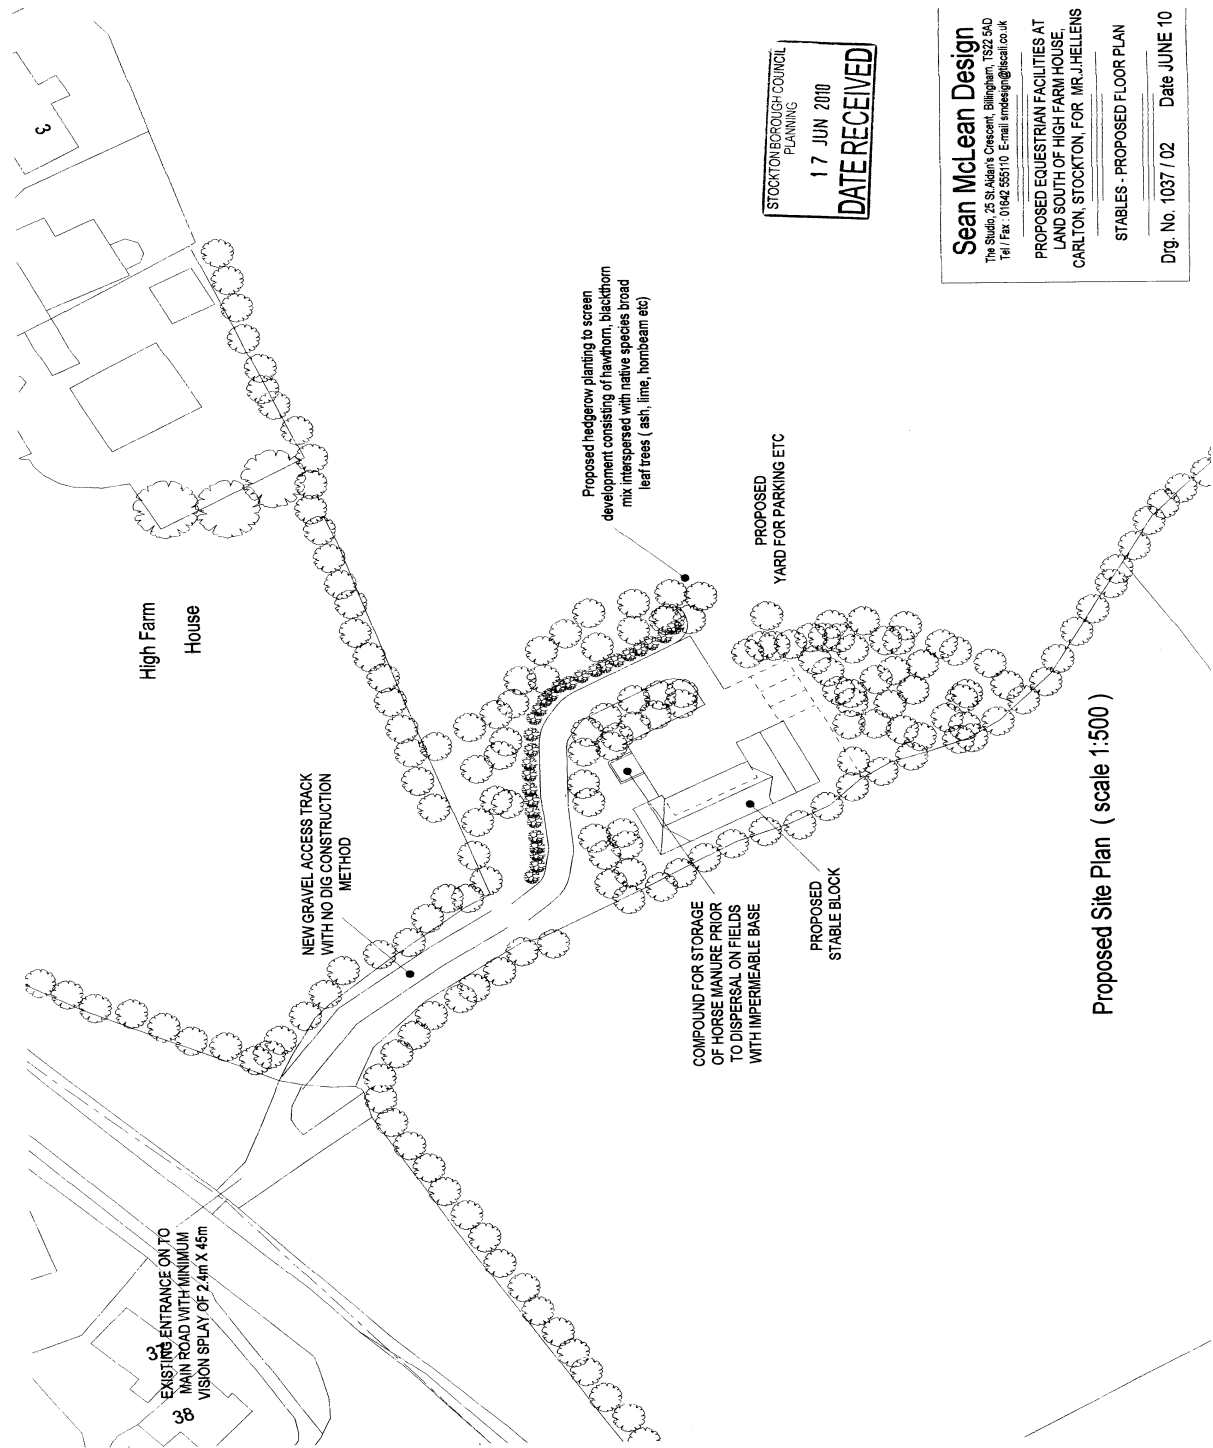 STOCKTON BOROUGH COUNCIL
PLANNING
17 JUN 2010
DATE RECEIVED
Sean McLean Design
The Studio, 25 St.Aidan's Crescent, Billingham, TS22 5AD
Tel / Fax : 01642 555110 E-mail smdesign@tiscali.co.uk
PROPOSED EQUESTRIAN FACILITIES AT
LAND SOUTH OF HIGH FARM HOUSE,
CARLTON, STOCKTON, FOR MR.J.HELLENS
STABLES - PROPOSED FLOOR PLAN
Drg. No. 1037 / 02 Date JUNE 10
3
High Farm
House
Proposed hedgerow planting to screen
development consisting of hawthorn, blackthorn
mix interspersed with native species broad
leaf trees ( ash, lime, hornbeam etc)
PROPOSED
YARD FOR PARKING ETC
NEW GRAVEL ACCESS TRACK
WITH NO DIG CONSTRUCTION
METHOD
COMPOUND FOR STORAGE
OF HORSE MANURE PRIOR
TO DISPERSAL ON FIELDS
WITH IMPERMEABLE BASE
PROPOSED
STABLE BLOCK
EXISTING ENTRANCE ON TO
MAIN ROAD WITH MINIMUM
VISION SPLAY OF 2.4m X 45m
37
38
Proposed Site Plan ( scale 1:500 )